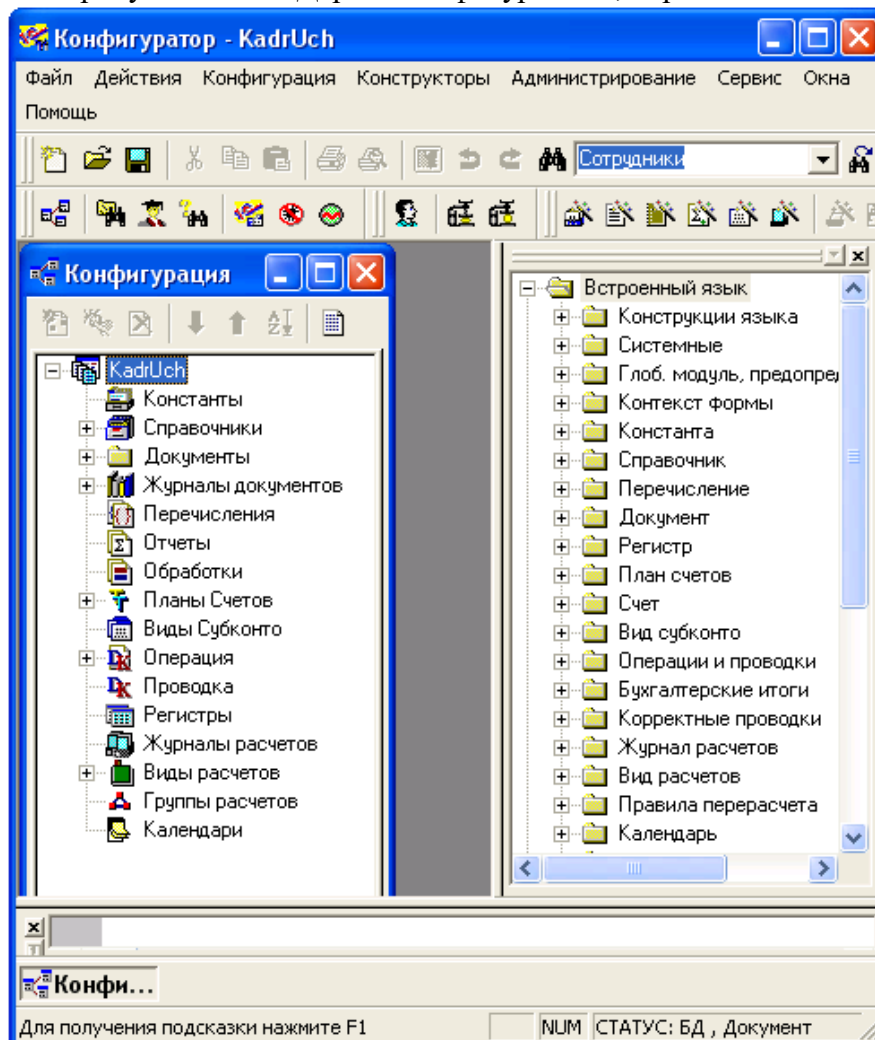 Конфигуратор - KadrUch
Файл Действия Конфигурация Конструкторы Администрирование Сервис Окна
Помощь
Сотрудники
Конфигурация
KadrUch
Константы
Справочники
Документы
Журналы документов
Перечисления
Отчеты
Обработки
Планы Счетов
Виды Субконто
Операция
Проводка
Регистры
Журналы расчетов
Виды расчетов
Группы расчетов
Календари
Встроенный язык
Конструкции языка
Системные
Глоб. модуль, предопред
Контекст формы
Константа
Справочник
Перечисление
Документ
Регистр
План счетов
Счет
Вид субконто
Операции и проводки
Бухгалтерские итоги
Корректные проводки
Журнал расчетов
Вид расчетов
Правила перерасчета
Календарь
Конфи...
Для получения подсказки нажмите F1 NUM СТАТУС: БД , Документ